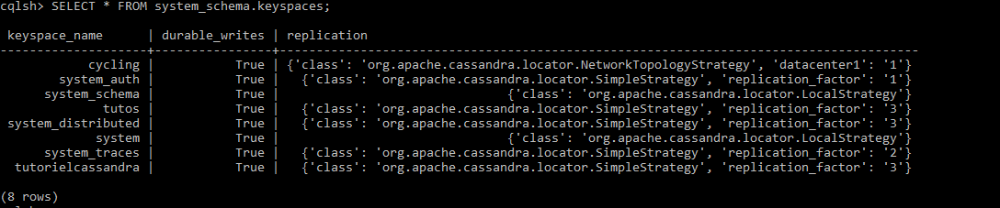 cqlsh> SELECT * FROM system_schema.keyspaces;
keyspace_name | durable_writes | replication
--------------------+----------------+-------------------------------------------------------------------------------------
cycling | True | {'class': 'org.apache.cassandra.locator.NetworkTopologyStrategy', 'datacenter1': '1'}
system_auth | True | {'class': 'org.apache.cassandra.locator.SimpleStrategy', 'replication_factor': '1'}
system_schema | True | {'class': 'org.apache.cassandra.locator.LocalStrategy'}
tutos | True | {'class': 'org.apache.cassandra.locator.SimpleStrategy', 'replication_factor': '3'}
system_distributed | True | {'class': 'org.apache.cassandra.locator.SimpleStrategy', 'replication_factor': '3'}
system | True | {'class': 'org.apache.cassandra.locator.LocalStrategy'}
system_traces | True | {'class': 'org.apache.cassandra.locator.SimpleStrategy', 'replication_factor': '2'}
tutorielcassandra | True | {'class': 'org.apache.cassandra.locator.SimpleStrategy', 'replication_factor': '3'}
(8 rows)